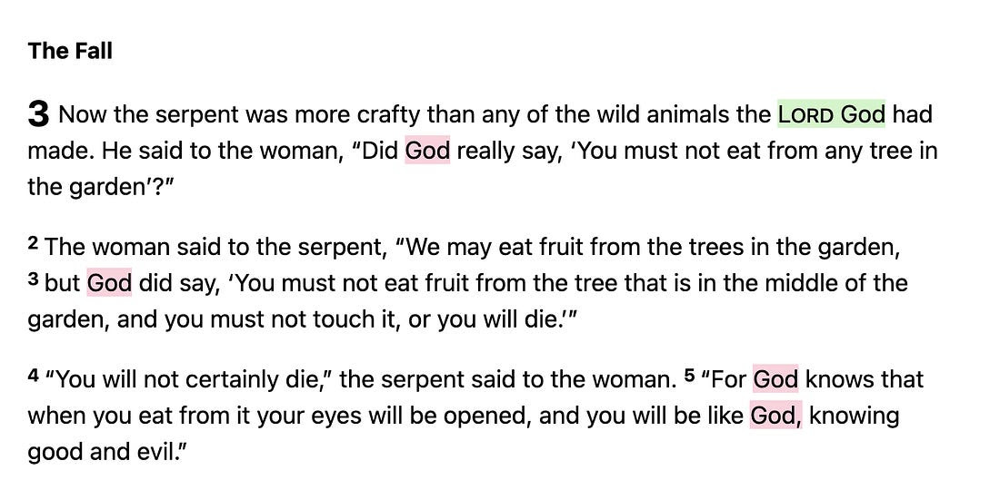 The Fall
3 Now the serpent was more crafty than any of the wild animals the LORD God had
made. He said to the woman, “Did God really say, ‘You must not eat from any tree in
the garden’?”
2 The woman said to the serpent, “We may eat fruit from the trees in the garden,
3 but God did say, ‘You must not eat fruit from the tree that is in the middle of the
garden, and you must not touch it, or you will die.’”
4 “You will not certainly die,” the serpent said to the woman. 5 “For God knows that
when you eat from it your eyes will be opened, and you will be like God, knowing
good and evil.”